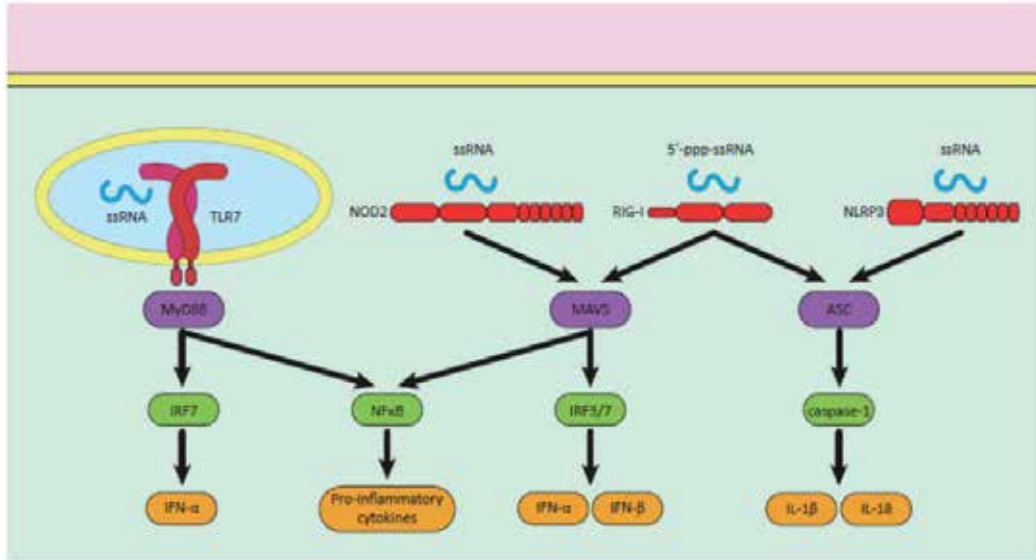 ssRNA
5´-ppp-ssRNA
ssRNA
ssRNA
TLR7
NOD2
RIG-I
NLRP3
MyD88
MAVS
ASC
IRF7
NFκB
IRF3/7
caspase-1
IFN-α
Pro-inflammatory
cytokines
IFN-α
IFN-β
IL-1β
IL-18